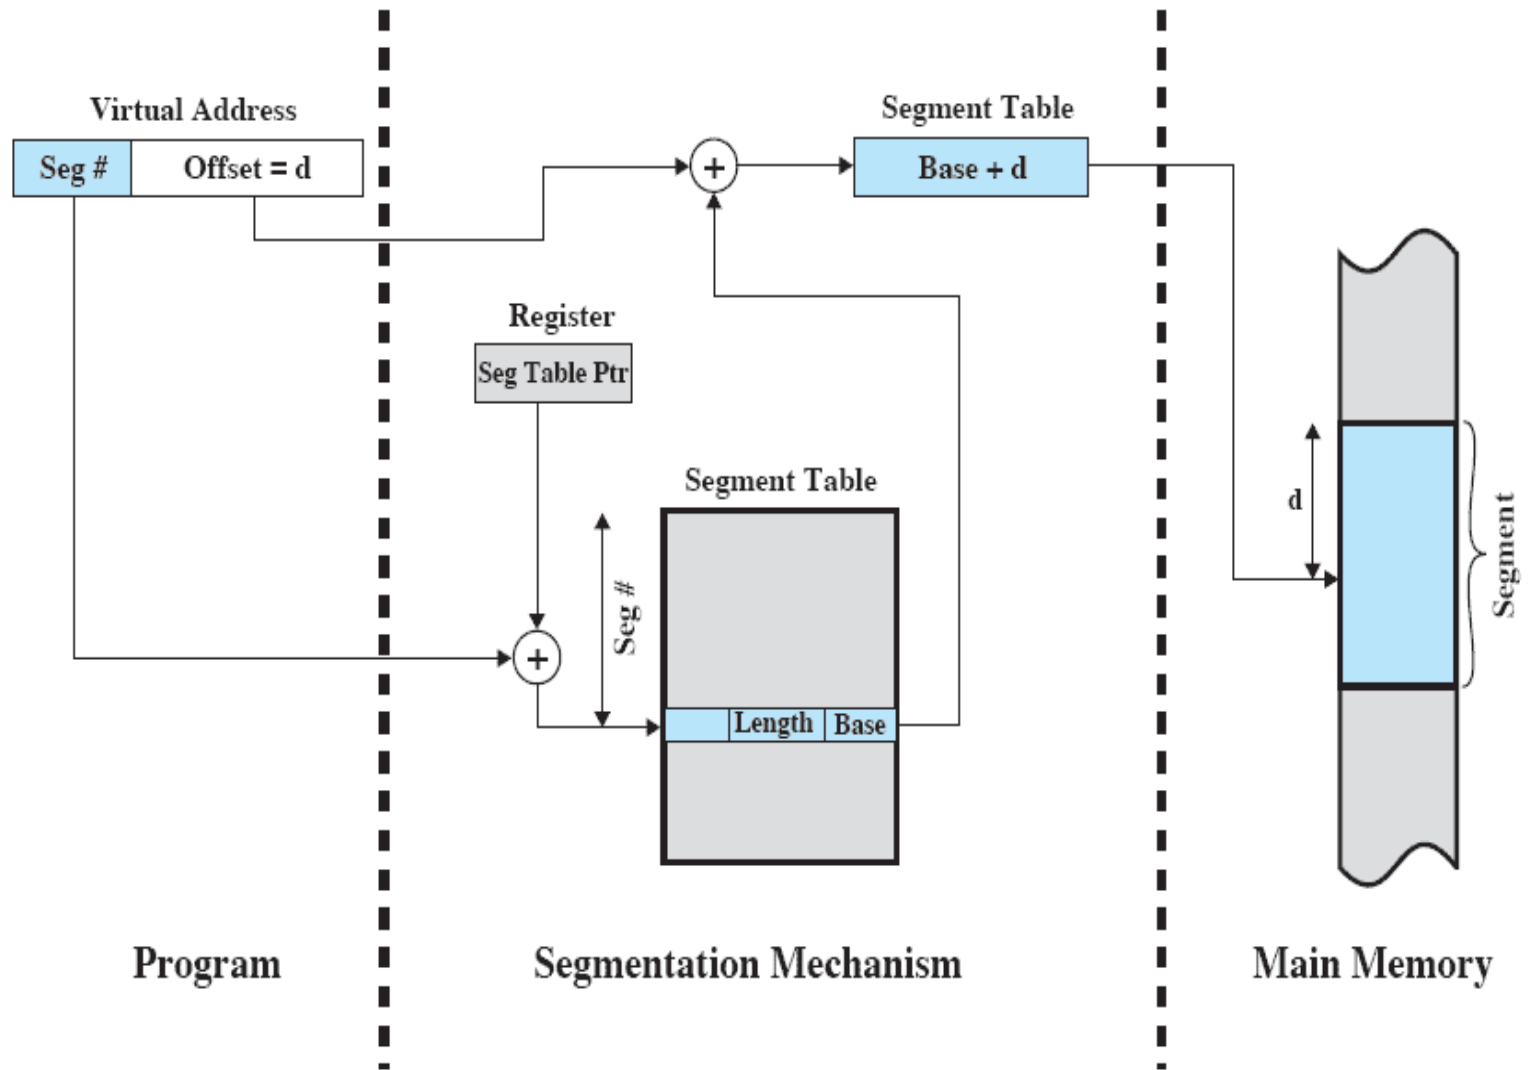 Virtual Address
Seg #
Offset = d
Segment Table
Base + d
Register
Seg Table Ptr
Segment Table
Seg #
Length
Base
d
Segment
Program
Segmentation Mechanism
Main Memory